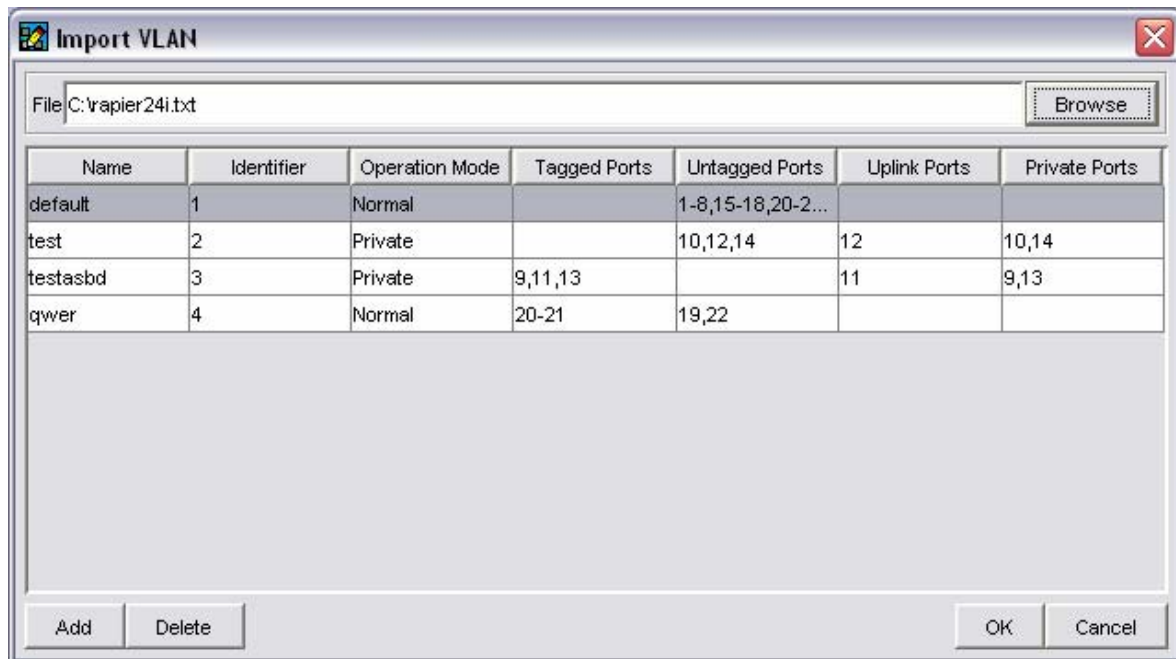 Import VLAN
File C:\rapier24i.txt Browse
Name Identifier Operation Mode Tagged Ports Untagged Ports Uplink Ports Private Ports
default 1 Normal 1-8,15-18,20-2...
test 2 Private 10,12,14 12 10,14
testasbd 3 Private 9,11,13 11 9,13
qwer 4 Normal 20-21 19,22
Add Delete OK Cancel